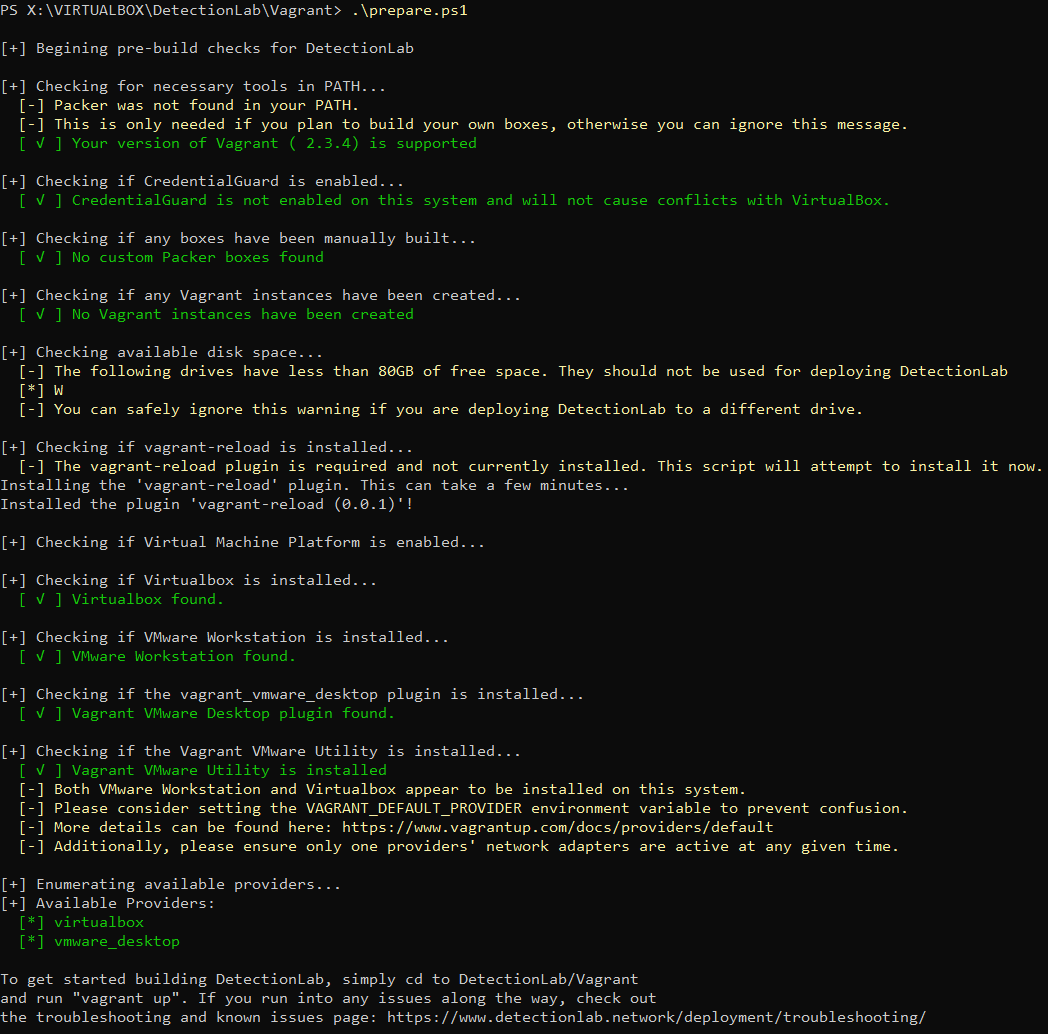 PS X:\VIRTUALBOX\DetectionLab\Vagrant> .\prepare.ps1
[+] Begining pre-build checks for DetectionLab
[+] Checking for necessary tools in PATH...
[-] Packer was not found in your PATH.
[-] This is only needed if you plan to build your own boxes, otherwise you can ignore this message.
[ √ ] Your version of Vagrant ( 2.3.4) is supported
[+] Checking if CredentialGuard is enabled...
[ √ ] CredentialGuard is not enabled on this system and will not cause conflicts with VirtualBox.
[+] Checking if any boxes have been manually built...
[ √ ] No custom Packer boxes found
[+] Checking if any Vagrant instances have been created...
[ √ ] No Vagrant instances have been created
[+] Checking available disk space...
[-] The following drives have less than 80GB of free space. They should not be used for deploying DetectionLab
[*] W
[-] You can safely ignore this warning if you are deploying DetectionLab to a different drive.
[+] Checking if vagrant-reload is installed...
[-] The vagrant-reload plugin is required and not currently installed. This script will attempt to install it now.
Installing the 'vagrant-reload' plugin. This can take a few minutes...
Installed the plugin 'vagrant-reload (0.0.1)'!
[+] Checking if Virtual Machine Platform is enabled...
[+] Checking if Virtualbox is installed...
[ √ ] Virtualbox found.
[+] Checking if VMware Workstation is installed...
[ √ ] VMware Workstation found.
[+] Checking if the vagrant_vmware_desktop plugin is installed...
[ √ ] Vagrant VMware Desktop plugin found.
[+] Checking if the Vagrant VMware Utility is installed...
[ √ ] Vagrant VMware Utility is installed
[-] Both VMware Workstation and Virtualbox appear to be installed on this system.
[-] Please consider setting the VAGRANT_DEFAULT_PROVIDER environment variable to prevent confusion.
[-] More details can be found here: https://www.vagrantup.com/docs/providers/default
[-] Additionally, please ensure only one providers' network adapters are active at any given time.
[+] Enumerating available providers...
[+] Available Providers:
[*] virtualbox
[*] vmware_desktop
To get started building DetectionLab, simply cd to DetectionLab/Vagrant
and run "vagrant up". If you run into any issues along the way, check out
the troubleshooting and known issues page: https://www.detectionlab.network/deployment/troubleshooting/